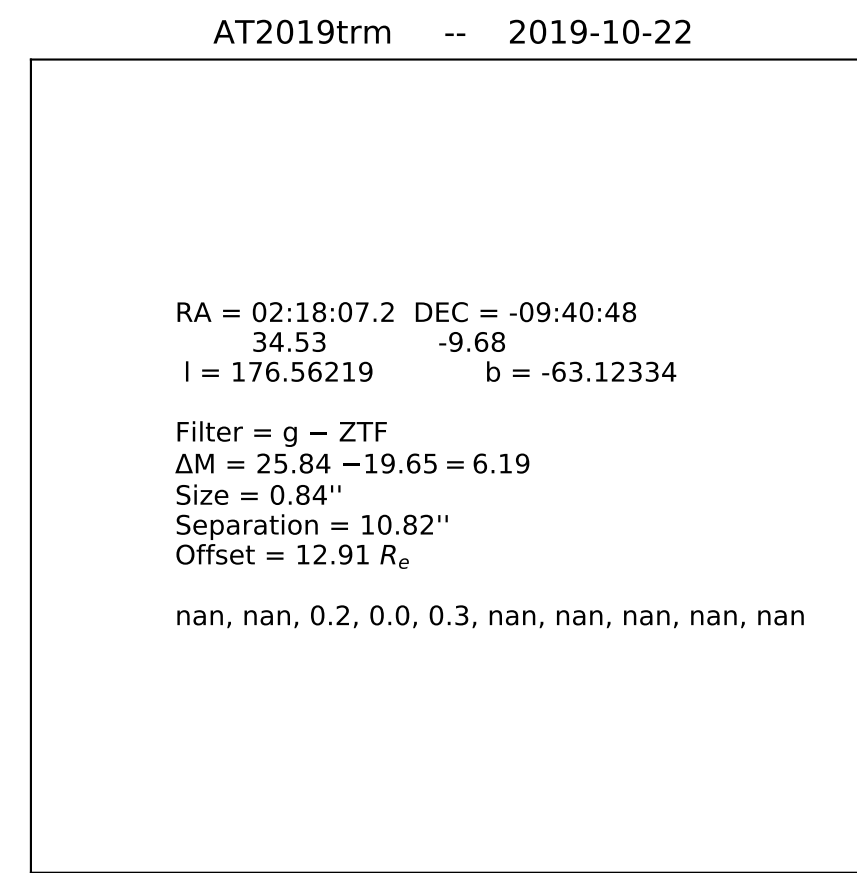 AT2019trm -- 2019-10-22
RA = 02:18:07.2 DEC = -09:40:48
34.53 -9.68
l = 176.56219 b = -63.12334
Filter = g − ZTF
ΔM = 25.84 −19.65 = 6.19
Size = 0.84''
Separation = 10.82''
Offset = 12.91 Re
nan, nan, 0.2, 0.0, 0.3, nan, nan, nan, nan, nan